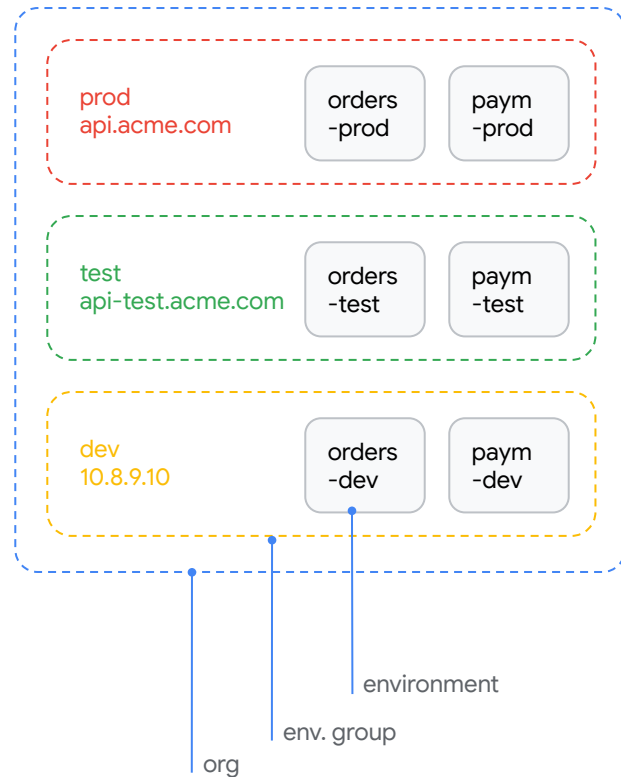 prod
api.acme.com
orders
-prod
paym
-prod
test
api-test.acme.com
orders
-test
paym
-test
dev
10.8.9.10
orders
-dev
paym
-dev
environment
env. group
org